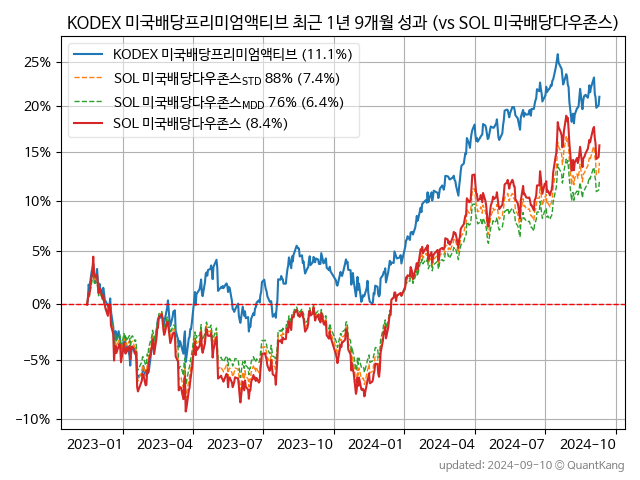 KODEX 미국배당프리미엄액티브 최근 1년 9개월 성과 (vs SOL 미국배당다우존스)
KODEX 미국배당프리미엄액티브 (11.1%)
SOL 미국배당다우존스STD 88% (7.4%)
SOL 미국배당다우존스MDD 76% (6.4%)
SOL 미국배당다우존스 (8.4%)
25%
20%
15%
10%
5%
0%
−5%
−10%
2023−01 2023−04 2023−07 2023−10 2024−01 2024−04 2024−07 2024−10
updated: 2024-09-10 © QuantKang